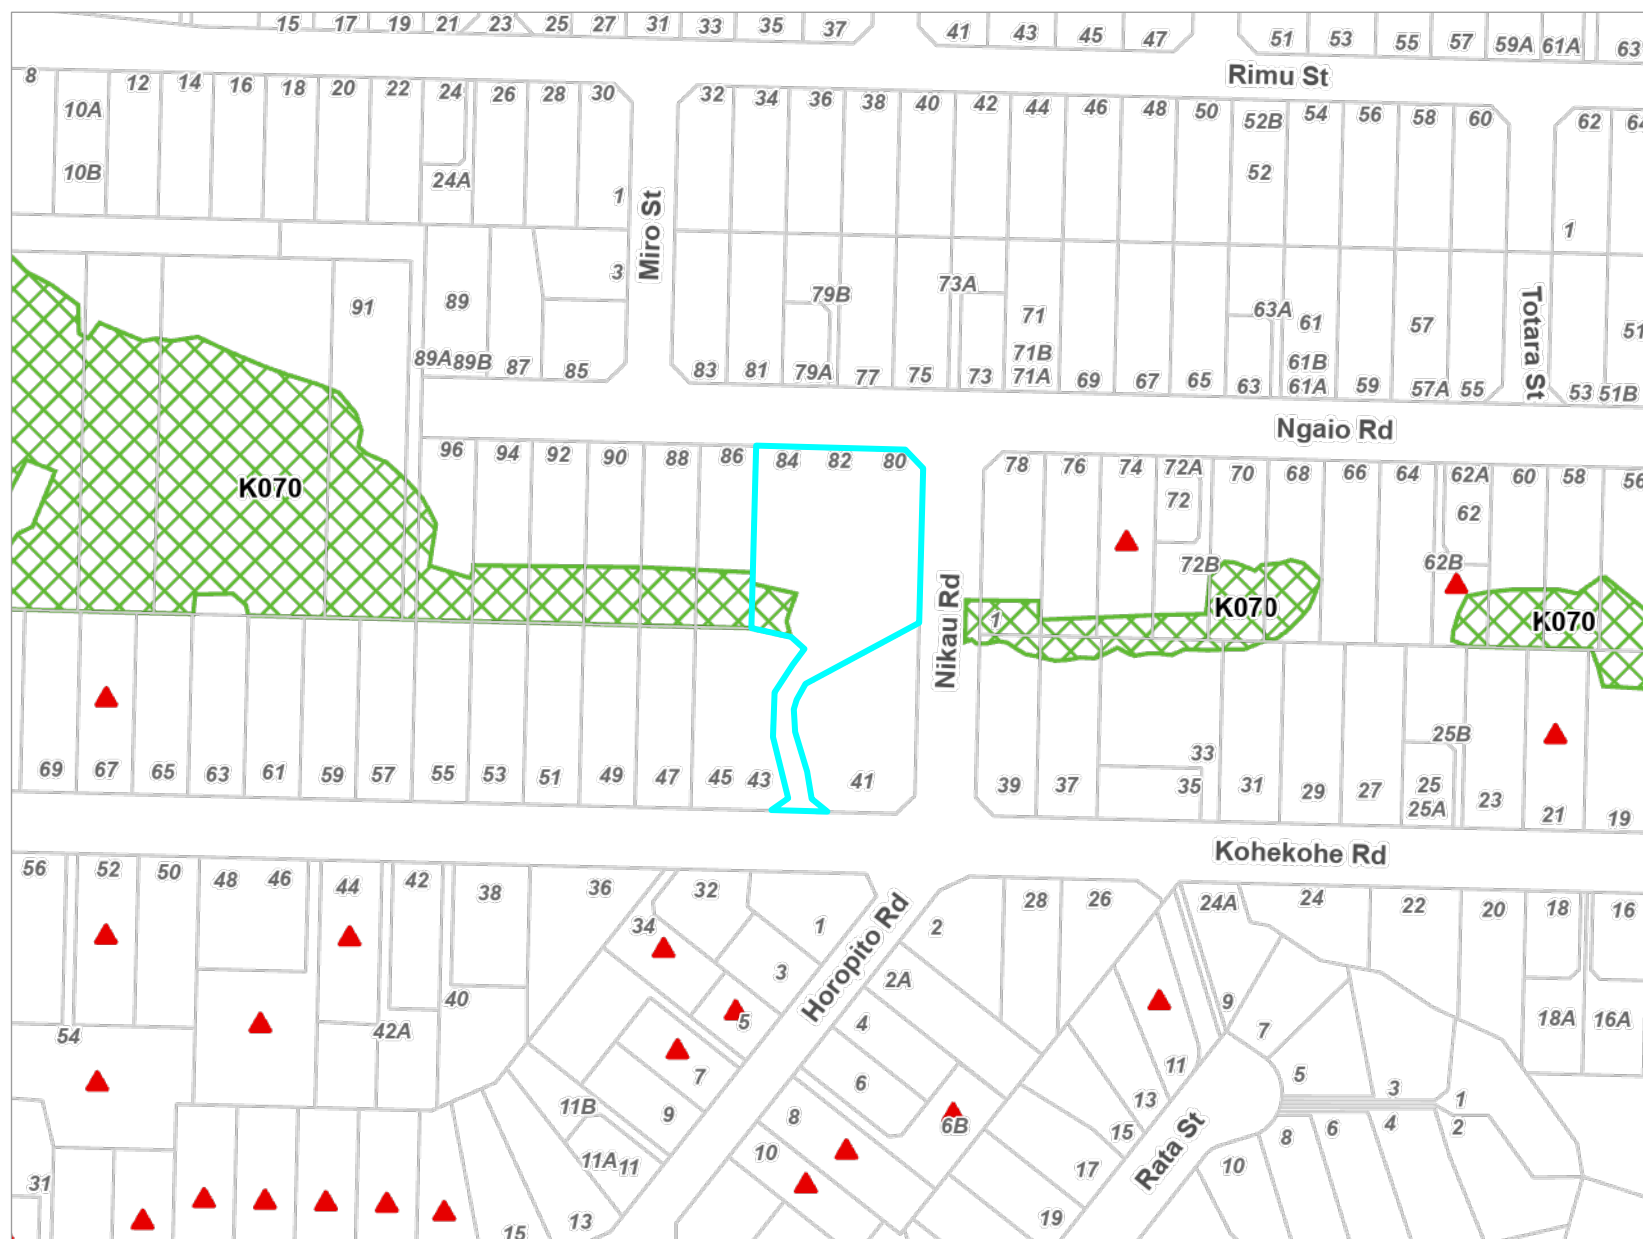 15 17 19 21 23 25 27 31 33 35 37 41 43 45 47 51 53 55 57 59A 61A 63
Rimu St
8 10A 12 14 16 18 20 22 24 26 28 30 32 34 36 38 40 42 44 46 48 50 52B 54 56 58 60 62 64
10B 24A 1 52 1
Miro St
3
91 89 79B 73A 71 63A 61 57 51
Totara St
89A 89B 87 85 83 81 79A 77 75 73 71B 71A 69 67 65 63 61B 61A 59 57A 55 53 51B
Ngaio Rd
96 94 92 90 88 86 84 82 80 78 76 74 72A 70 68 66 64 62A 60 58 56
K070
72 62
72B 62B
Nikau Rd
1
K070
K070
33 25B
69 67 65 63 61 59 57 55 53 51 49 47 45 43 41 39 37 35 31 29 27 25 23 21 19
25A
Kohekohe Rd
56 52 50 48 46 44 42 38 36 32 28 26 24A 24 22 20 18 16
34 1 2
Horopito Rd
3 2A
40 9
54 42A 5 4 7 18A 16A
7 6 11 5 3 1
11B 9 8 6B 13 15 8 6 4 2
Rata St
11A 11 10 17 10
31
15 13 19